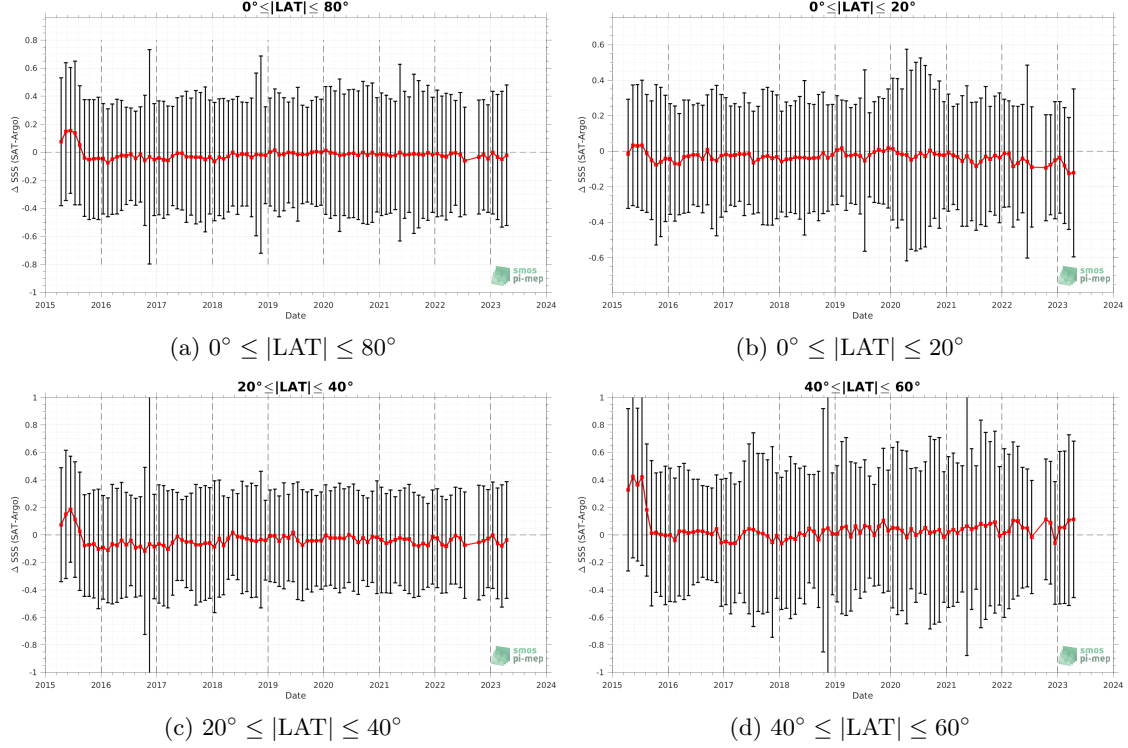 0°≤|LAT|≤ 80°
Δ SSS (SAT-Argo)
0.8
0.6
0.4
0.2
0
-0.2
-0.4
-0.6
-0.8
-1
2015 2016 2017 2018 2019 2020 2021 2022 2023 2024
Date
smos
pi-mep
(a) 0° ≤ |LAT| ≤ 80°
0°≤|LAT|≤ 20°
Δ SSS (SAT-Argo)
0.6
0.4
0.2
0
-0.2
-0.4
-0.6
2015 2016 2017 2018 2019 2020 2021 2022 2023 2024
Date
smos
pi-mep
(b) 0° ≤ |LAT| ≤ 20°
20°≤|LAT|≤ 40°
Δ SSS (SAT-Argo)
1
0.8
0.6
0.4
0.2
0
-0.2
-0.4
-0.6
-0.8
-1
2015 2016 2017 2018 2019 2020 2021 2022 2023 2024
Date
smos
pi-mep
(c) 20° ≤ |LAT| ≤ 40°
40°≤|LAT|≤ 60°
Δ SSS (SAT-Argo)
1
0.8
0.6
0.4
0.2
0
-0.2
-0.4
-0.6
-0.8
-1
2015 2016 2017 2018 2019 2020 2021 2022 2023 2024
Date
smos
pi-mep
(d) 40° ≤ |LAT| ≤ 60°